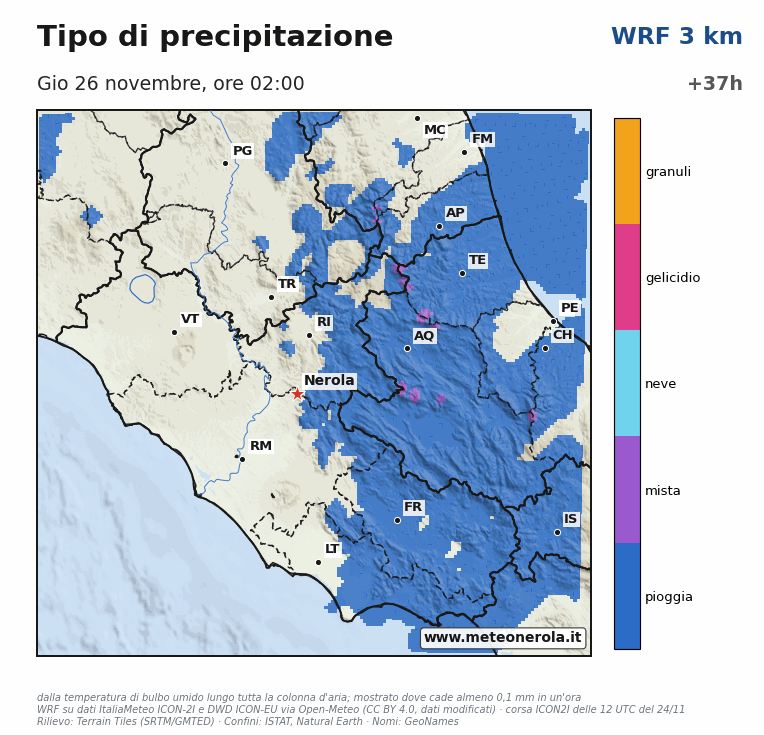 Tipo di precipitazione
WRF 3 km
Gio 26 novembre, ore 02:00
+37h
MC
FM
PG
AP
TE
TR
PE
VT
RI
AQ
CH
Nerola
RM
FR
IS
LT
www.meteonerola.it
granuli
gelicidio
neve
mista
pioggia
dalla temperatura di bulbo umido lungo tutta la colonna d'aria; mostrato dove cade almeno 0,1 mm in un'ora
WRF su dati ItaliaMeteo ICON-2I e DWD ICON-EU via Open-Meteo (CC BY 4.0, dati modificati) · corsa ICON2I delle 12 UTC del 24/11
Rilievo: Terrain Tiles (SRTM/GMTED) · Confini: ISTAT, Natural Earth · Nomi: GeoNames